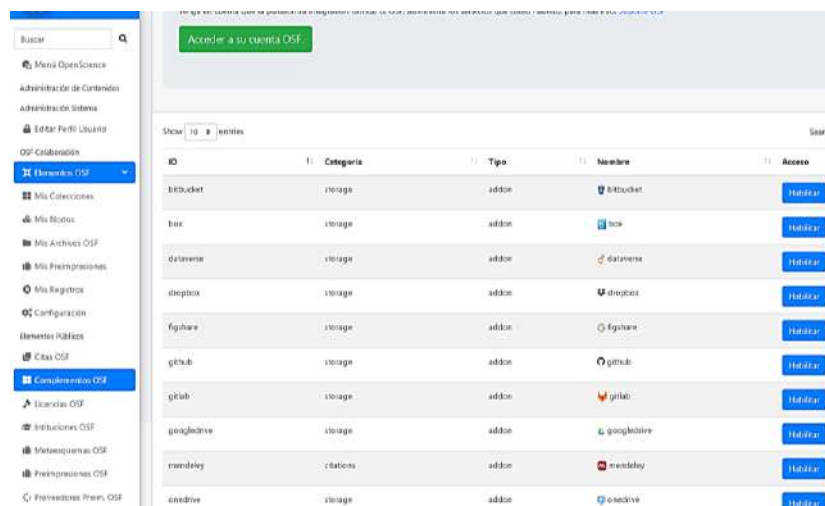 Buscar
Acceder a su cuenta OSF.
Menú OpenScience
Administración de Contenidos
Administración Sistema
Editar Perfil Usuario
OSF-Colaboración
Elementos OSF
Mis Colecciones
Mis Nodos
Mis Archivos OSF
Mis Preimpresiones
Mis Registros
Configuración
Elementos Públicos
Citas OSF
Complementos OSF
Licencias OSF
Instituciones OSF
Metaesquemas OSF
Preimpresiones OSF
Proveedores Preim. OSF
Show 10 entries
Sear
ID Categoría Tipo Nombre Acceso
bitbucket storage addon bitbucket Habilitar
box storage addon box Habilitar
dataverse storage addon dataverse Habilitar
dropbox storage addon dropbox Habilitar
figshare storage addon figshare Habilitar
github storage addon github Habilitar
gitlab storage addon gitlab Habilitar
googledrive storage addon googledrive Habilitar
mendeley citations addon mendeley Habilitar
onedrive storage addon onedrive Habilitar